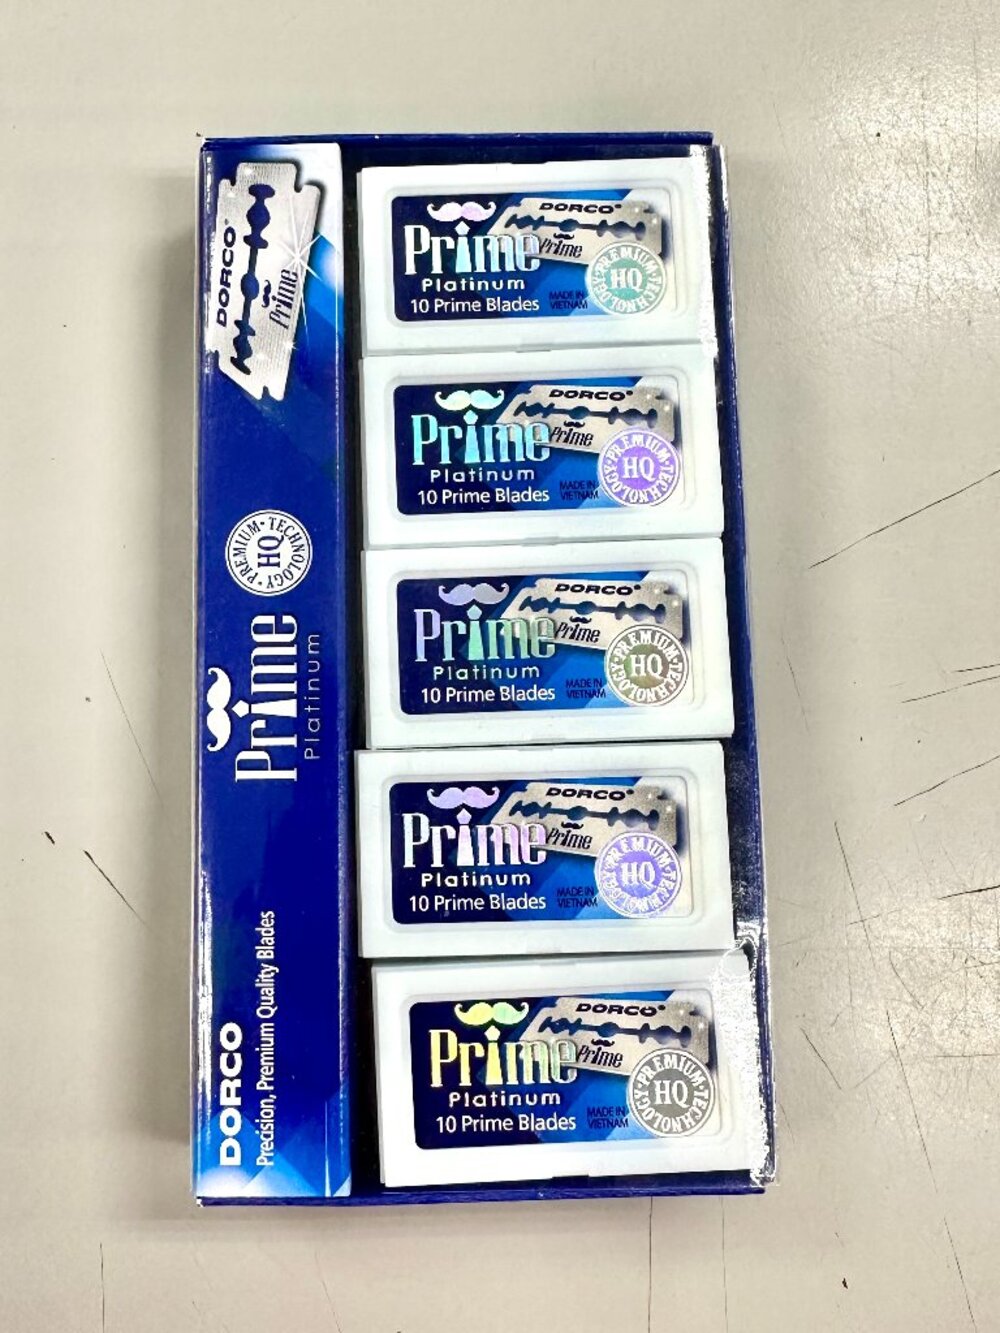 DORCO®
Prime
PREMIUM · TECHNOLOGY ·
HQ
Prime
Platinum
DORCO
Precision, Premium Quality Blades
DORCO®
Prime
Prime
Platinum
10 Prime Blades
MADE IN
VIETNAM
PREMIUM · TECHNOLOGY ·
HQ
DORCO®
Prime
Prime
Platinum
10 Prime Blades
MADE IN
VIETNAM
PREMIUM · TECHNOLOGY ·
HQ
DORCO®
Prime
Prime
Platinum
10 Prime Blades
MADE IN
VIETNAM
PREMIUM · TECHNOLOGY ·
HQ
DORCO®
Prime
Prime
Platinum
10 Prime Blades
MADE IN
VIETNAM
PREMIUM · TECHNOLOGY ·
HQ
DORCO®
Prime
Prime
Platinum
10 Prime Blades
MADE IN
VIETNAM
PREMIUM · TECHNOLOGY ·
HQ